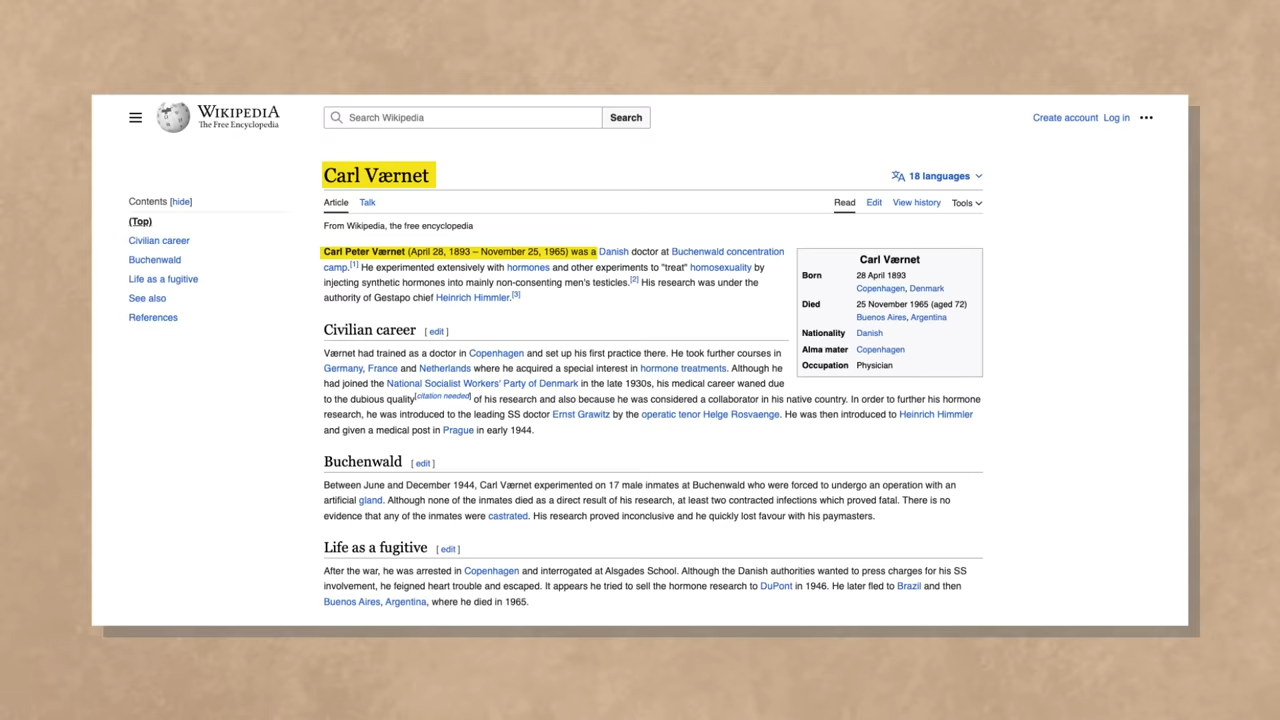 WIKIPEDIA
The Free Encyclopedia
Search Wikipedia
Search
Create account Log in
Carl Værnet
18 languages
Contents [hide]
(Top)
Civilian career
Buchenwald
Life as a fugitive
See also
References
Article Talk
Read Edit View history Tools
From Wikipedia, the free encyclopedia
Carl Peter Værnet (April 28, 1893 – November 25, 1965) was a Danish doctor at Buchenwald concentration
camp.[1] He experimented extensively with hormones and other experiments to "treat" homosexuality by
injecting synthetic hormones into mainly non-consenting men's testicles.[2] His research was under the
authority of Gestapo chief Heinrich Himmler.[3]
Carl Værnet
Born 28 April 1893
Copenhagen, Denmark
Died 25 November 1965 (aged 72)
Buenos Aires, Argentina
Nationality Danish
Alma mater Copenhagen
Occupation Physician
Civilian career [ edit ]
Værnet had trained as a doctor in Copenhagen and set up his first practice there. He took further courses in
Germany, France and Netherlands where he acquired a special interest in hormone treatments. Although he
had joined the National Socialist Workers' Party of Denmark in the late 1930s, his medical career waned due
to the dubious quality[citation needed] of his research and also because he was considered a collaborator in his native country. In order to further his hormone
research, he was introduced to the leading SS doctor Ernst Grawitz by the operatic tenor Helge Rosvaenge. He was then introduced to Heinrich Himmler
and given a medical post in Prague in early 1944.
Buchenwald [ edit ]
Between June and December 1944, Carl Værnet experimented on 17 male inmates at Buchenwald who were forced to undergo an operation with an
artificial gland. Although none of the inmates died as a direct result of his research, at least two contracted infections which proved fatal. There is no
evidence that any of the inmates were castrated. His research proved inconclusive and he quickly lost favour with his paymasters.
Life as a fugitive [ edit ]
After the war, he was arrested in Copenhagen and interrogated at Alsgades School. Although the Danish authorities wanted to press charges for his SS
involvement, he feigned heart trouble and escaped. It appears he tried to sell the hormone research to DuPont in 1946. He later fled to Brazil and then
Buenos Aires, Argentina, where he died in 1965.